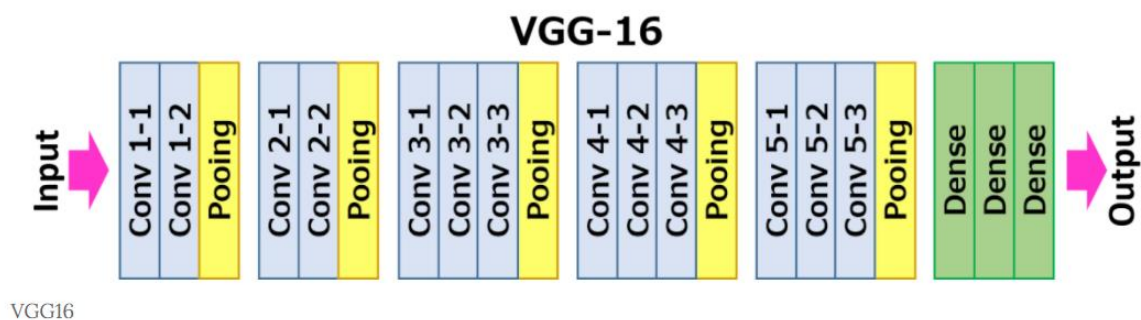 VGG-16
Input
Conv 1-1
Conv 1-2
Pooing
Conv 2-1
Conv 2-2
Pooing
Conv 3-1
Conv 3-2
Conv 3-3
Pooing
Conv 4-1
Conv 4-2
Conv 4-3
Pooing
Conv 5-1
Conv 5-2
Conv 5-3
Pooing
Dense
Dense
Dense
Output
VGG16